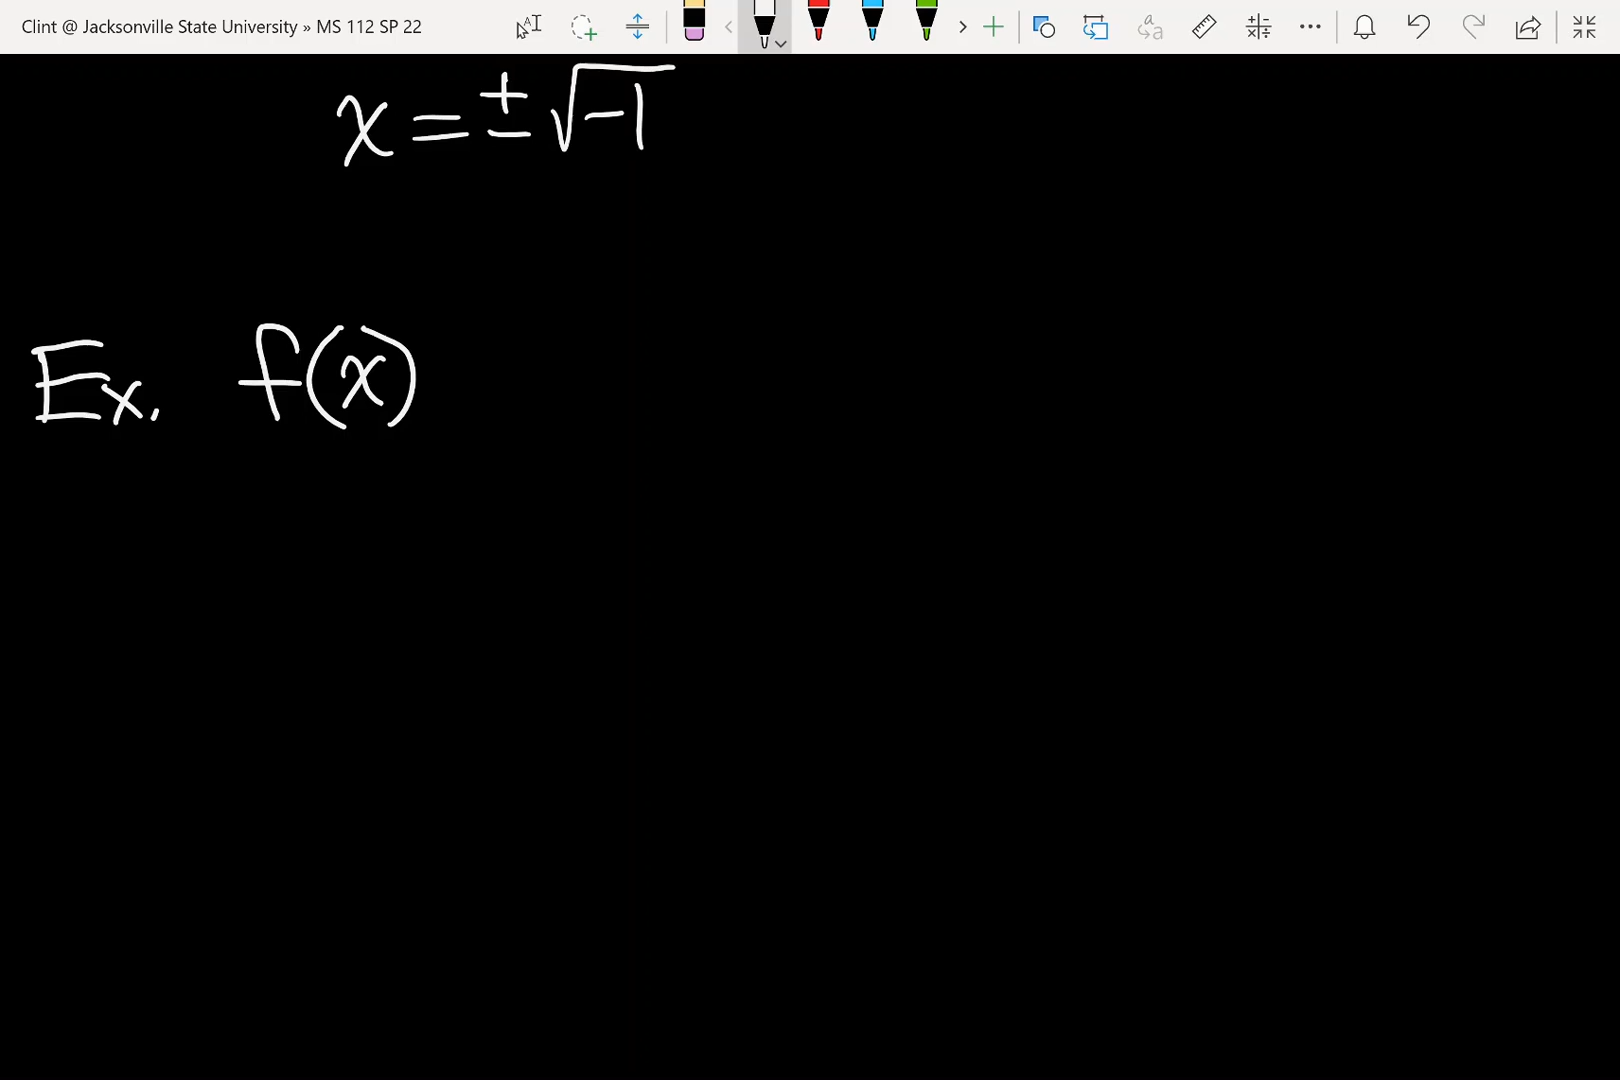 Clint @ Jacksonville State University » MS 112 SP 22
x = ± √-1
Ex. f(x)